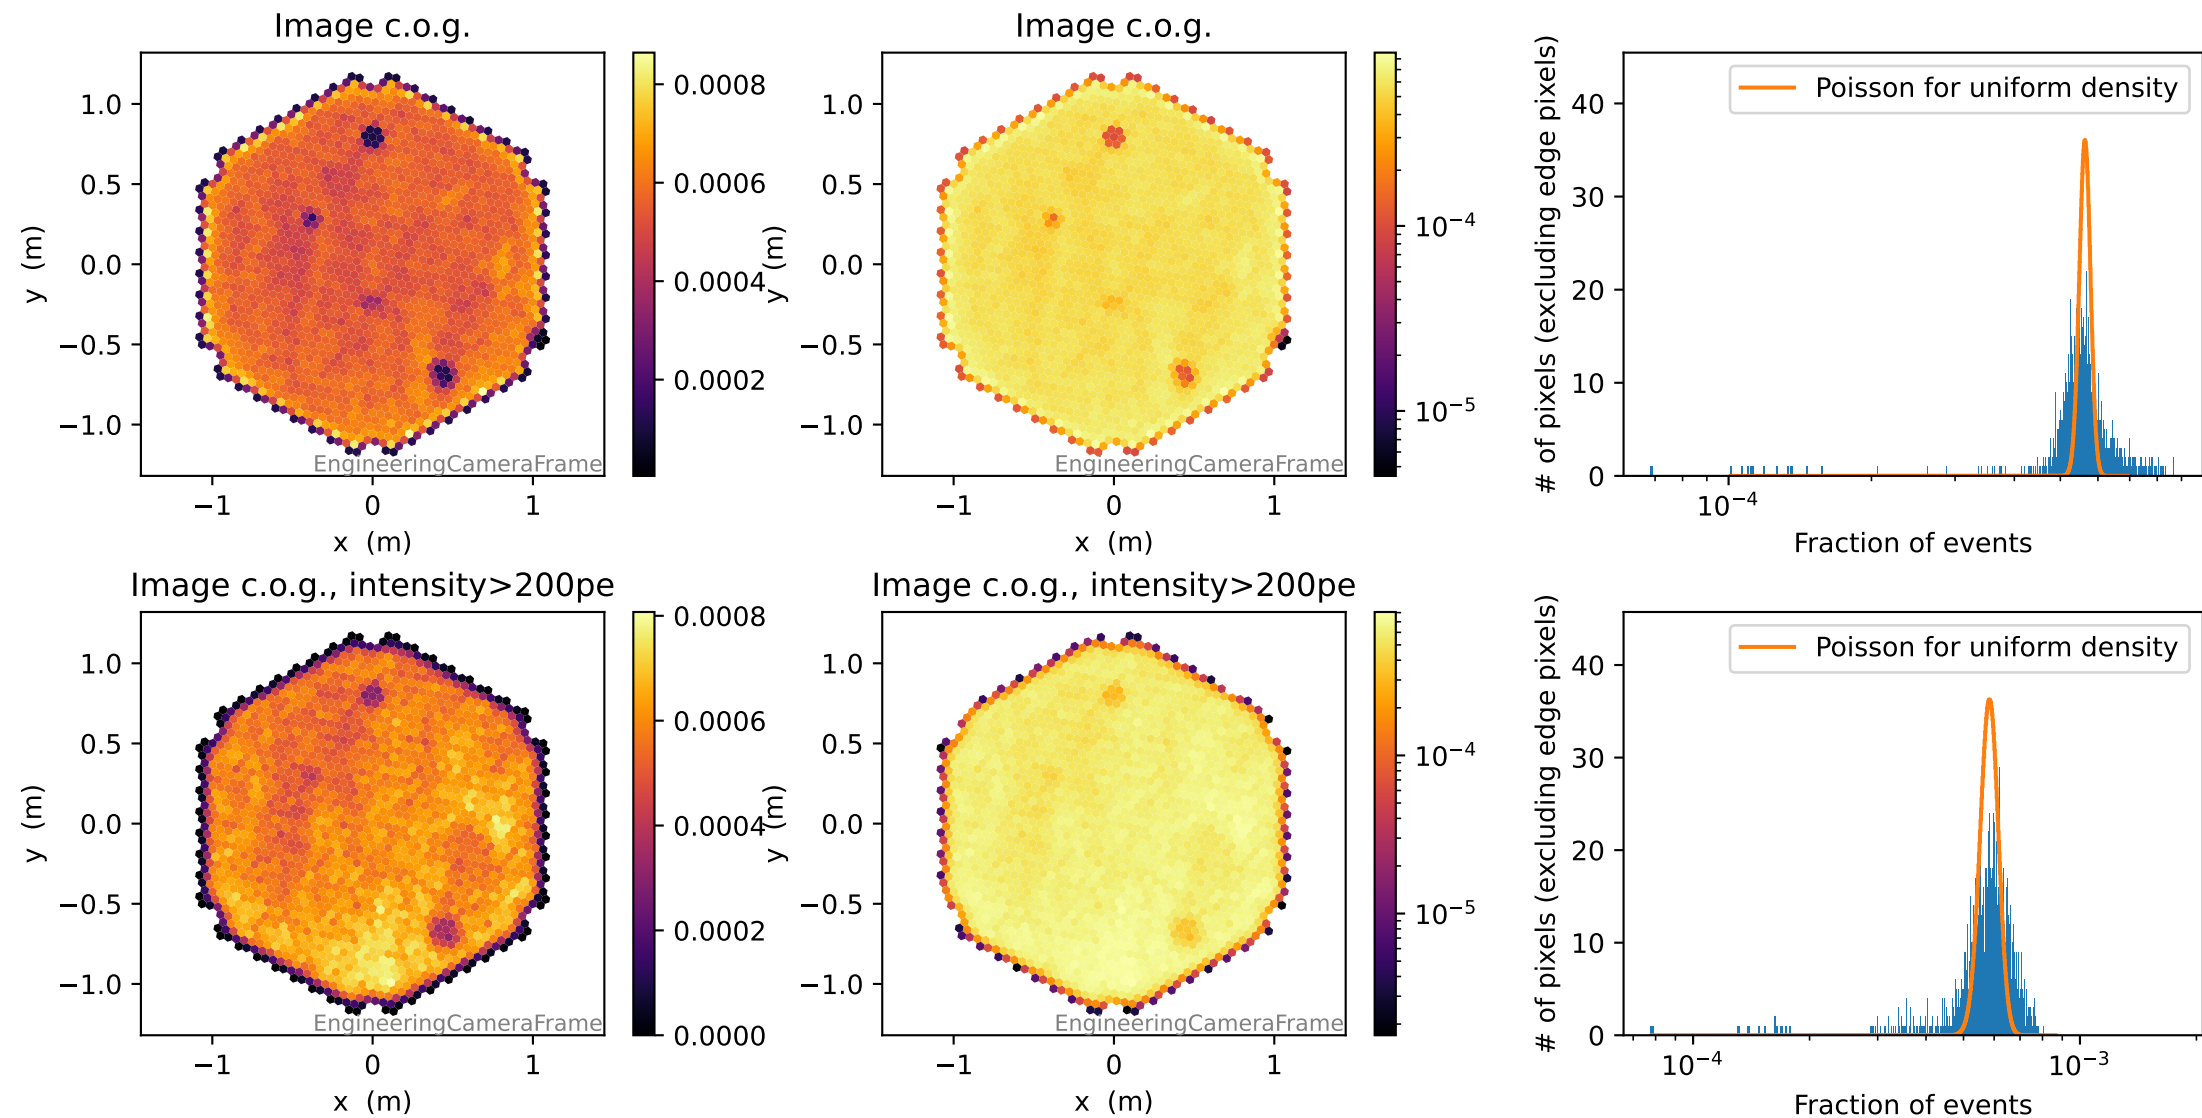 Image c.o.g.
1.0
0.5
0.0
−0.5
−1.0
y (m)
−1
0
1
x (m)
EngineeringCameraFrame
0.0008
0.0006
0.0004
0.0002
Image c.o.g.
1.0
0.5
0.0
−0.5
−1.0
y (m)
−1
0
1
x (m)
EngineeringCameraFrame
10⁻⁴
10⁻⁵
# of pixels (excluding edge pixels)
40
30
20
10
0
Poisson for uniform density
10⁻⁴
Fraction of events
Image c.o.g., intensity>200pe
1.0
0.5
0.0
−0.5
−1.0
y (m)
−1
0
1
x (m)
EngineeringCameraFrame
0.0008
0.0006
0.0004
0.0002
0.0000
Image c.o.g., intensity>200pe
1.0
0.5
0.0
−0.5
−1.0
y (m)
−1
0
1
x (m)
EngineeringCameraFrame
10⁻⁴
10⁻⁵
# of pixels (excluding edge pixels)
40
30
20
10
0
Poisson for uniform density
10⁻⁴
10⁻³
Fraction of events